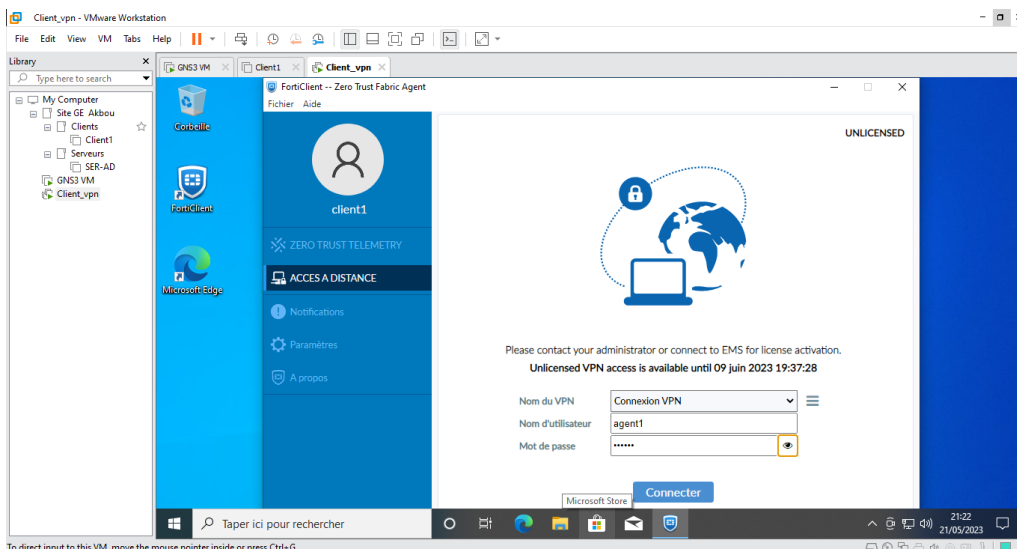 Client_vpn - VMware Workstation
File Edit View VM Tabs Help
Library
Type here to search
My Computer
Site GE Akbou
Clients
Client1
Serveurs
SER-AD
GNS3 VM
Client_vpn
GNS3 VM
Client1
Client_vpn
Corbeille
FortiClient
Microsoft Edge
FortiClient -- Zero Trust Fabric Agent
Fichier Aide
client1
ZERO TRUST TELEMETRY
ACCES A DISTANCE
Notifications
Paramètres
A propos
UNLICENSED
Please contact your administrator or connect to EMS for license activation.
Unlicensed VPN access is available until 09 juin 2023 19:37:28
Nom du VPN Connexion VPN
Nom d'utilisateur agent1
Mot de passe ••••••
Connecter
Microsoft Store
Taper ici pour rechercher
21:22
21/05/2023
To direct input to this VM, move the mouse pointer inside or press Ctrl+G.